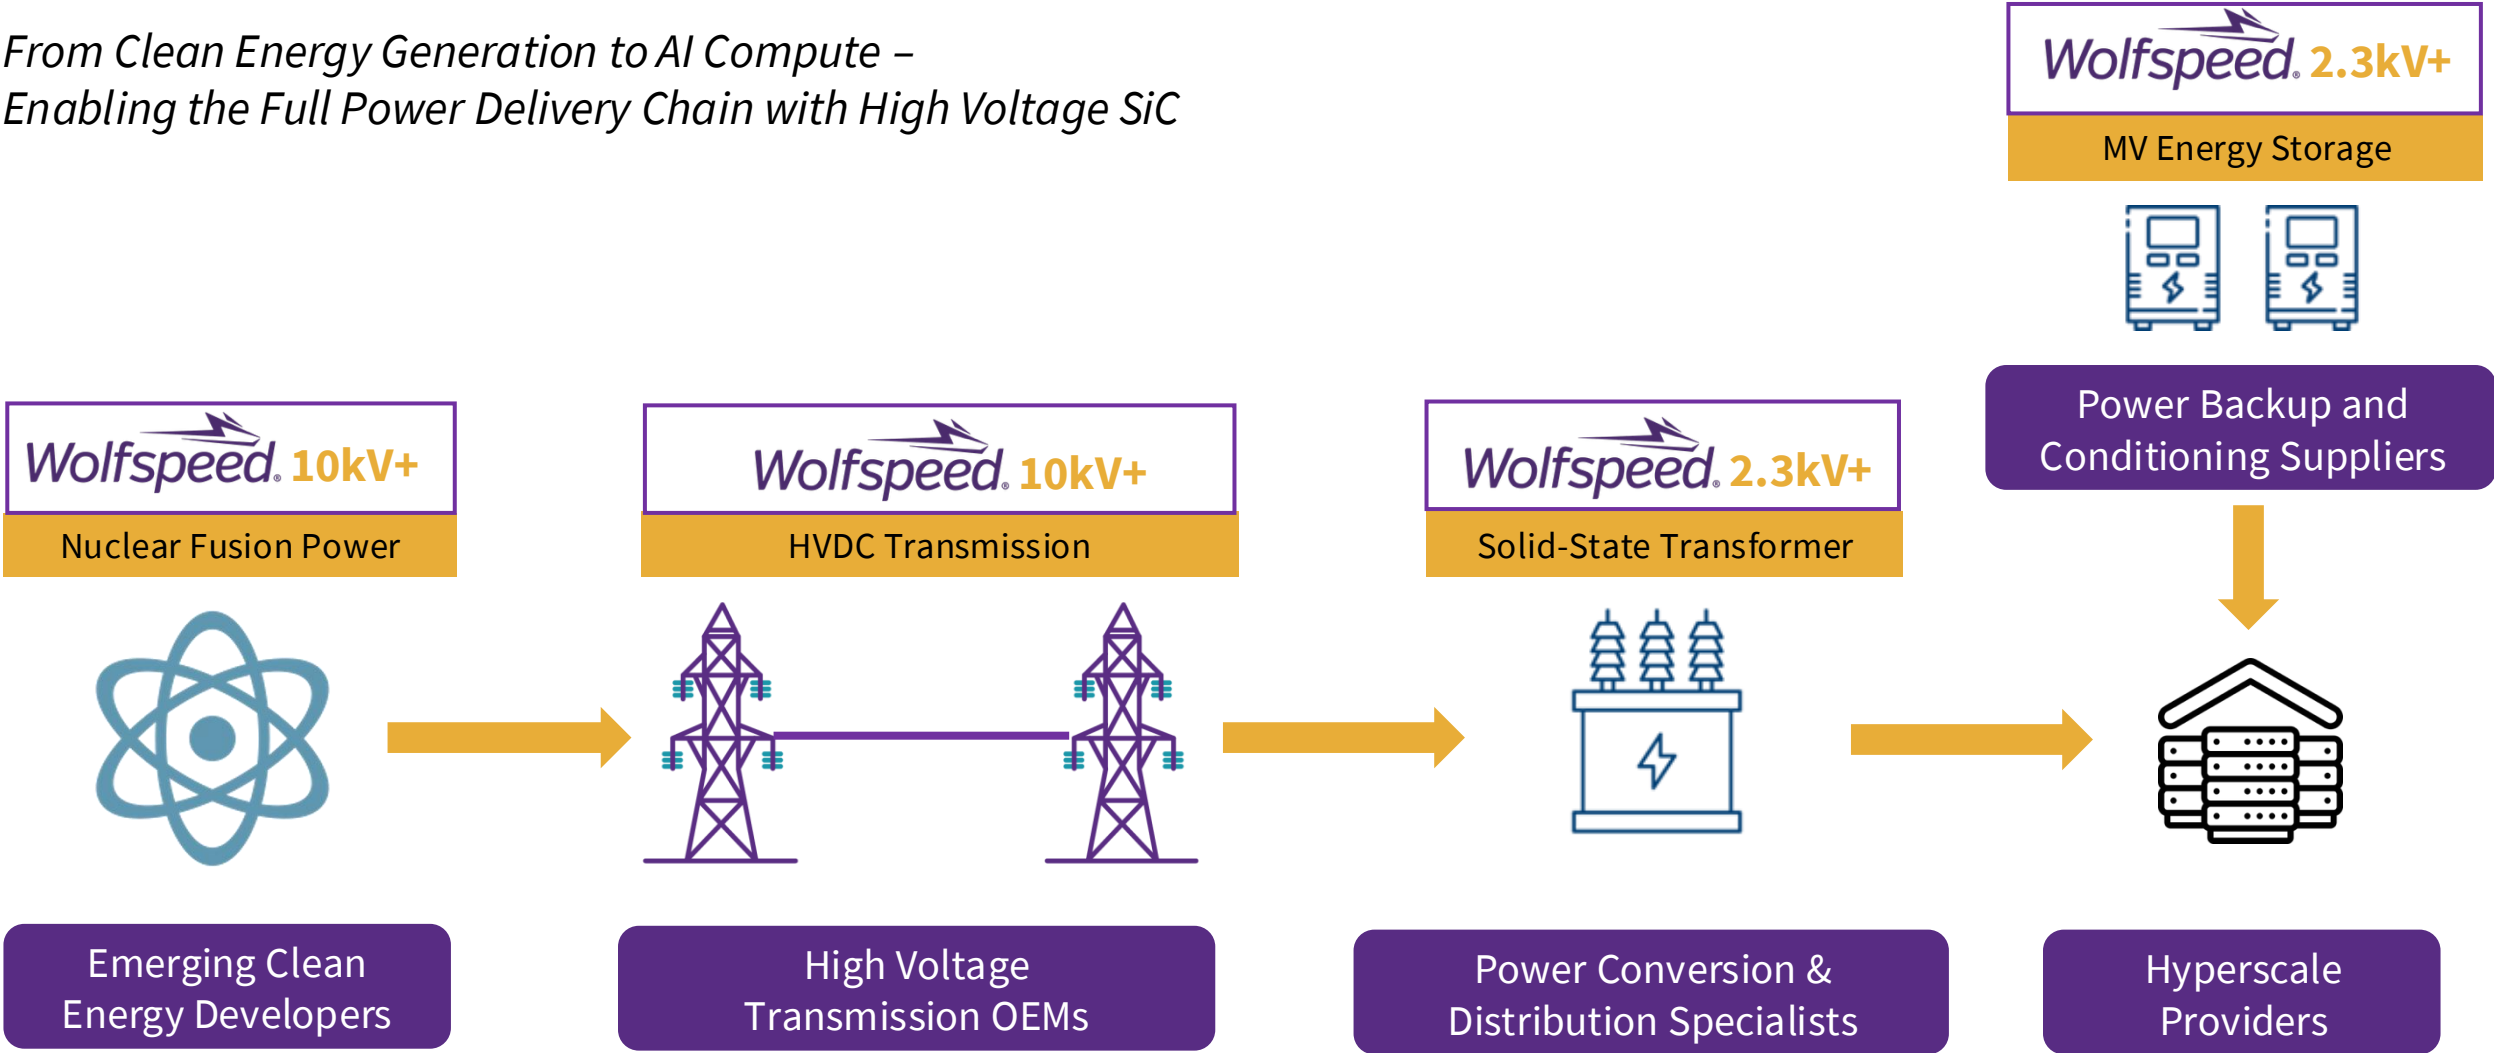 From Clean Energy Generation to AI Compute –
Enabling the Full Power Delivery Chain with High Voltage SiC
Wolfspeed® 2.3kV+
MV Energy Storage
Power Backup and
Conditioning Suppliers
Wolfspeed® 10kV+
Nuclear Fusion Power
Wolfspeed® 10kV+
HVDC Transmission
Wolfspeed® 2.3kV+
Solid-State Transformer
Emerging Clean
Energy Developers
High Voltage
Transmission OEMs
Power Conversion &
Distribution Specialists
Hyperscale
Providers